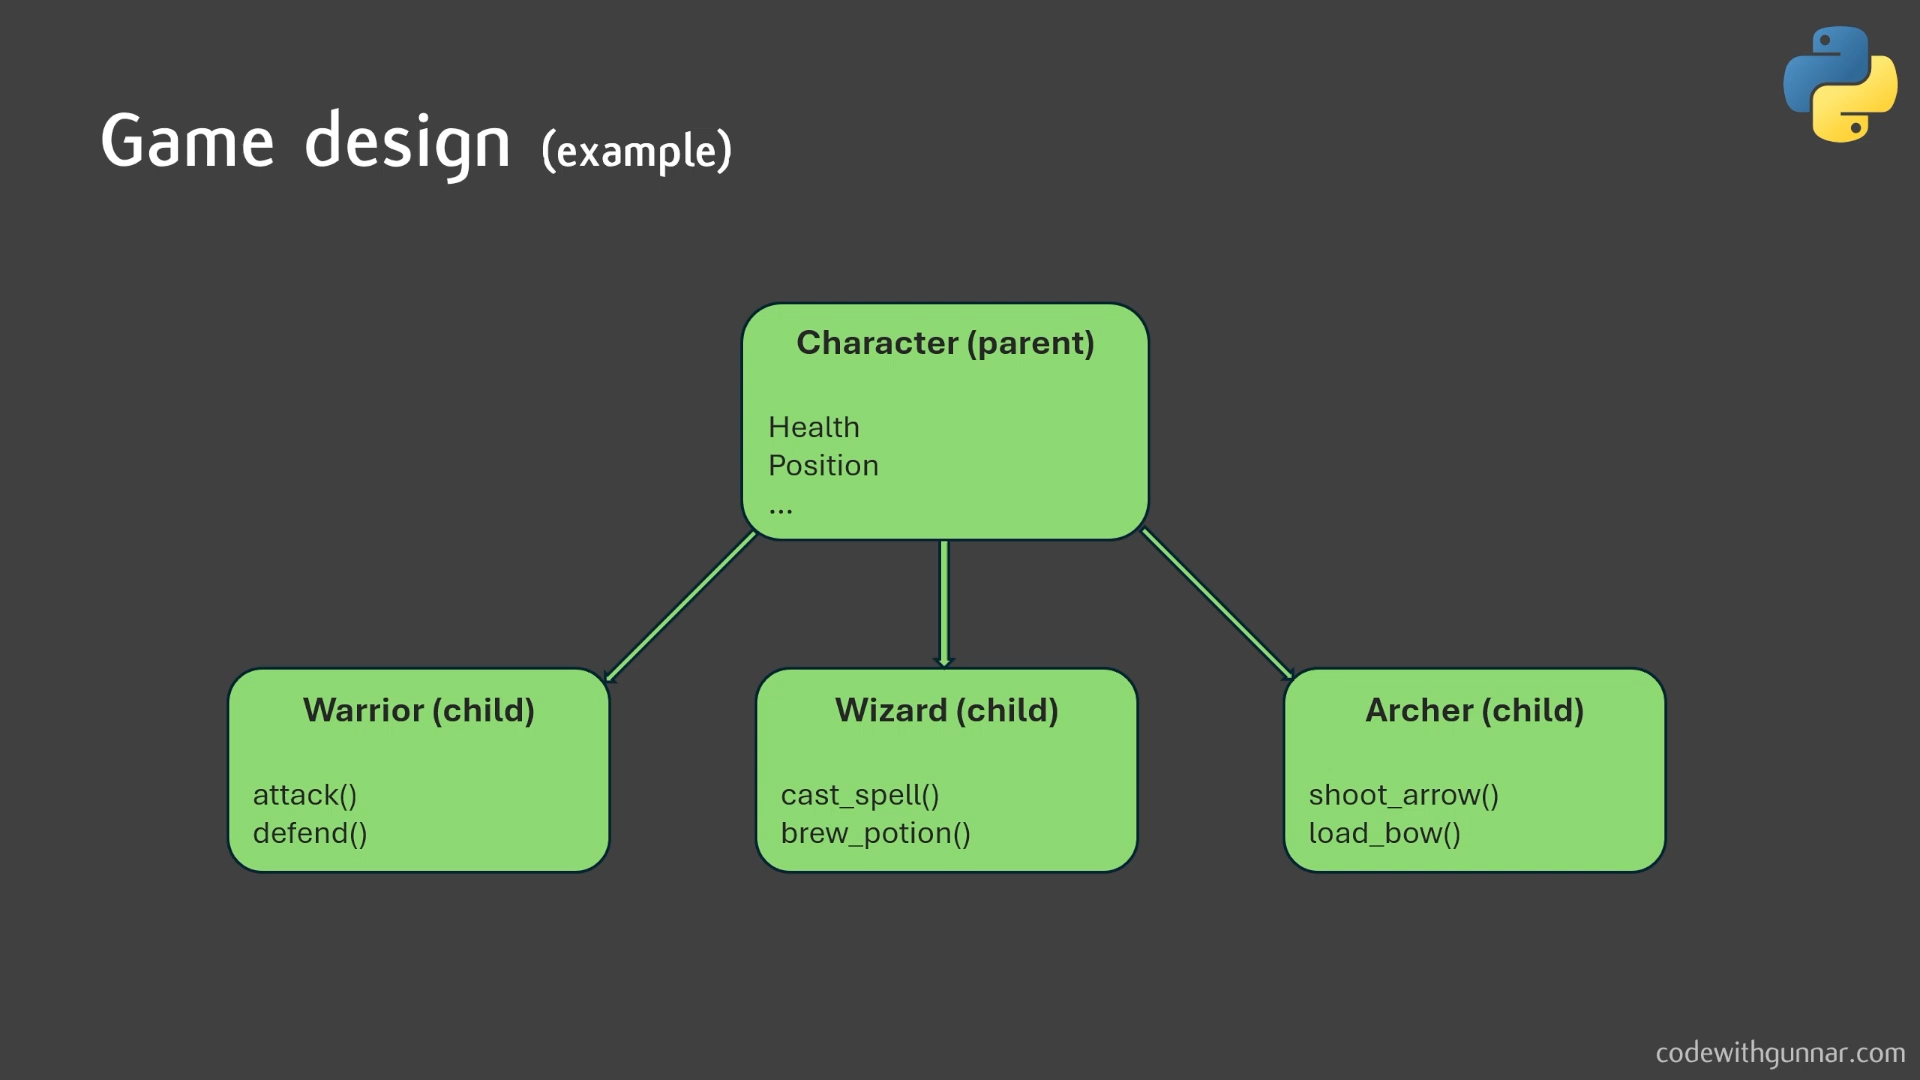 Game design (example)
Character (parent)
Health
Position
...
Warrior (child)
attack()
defend()
Wizard (child)
cast_spell()
brew_potion()
Archer (child)
shoot_arrow()
load_bow()
codewithgunnar.com